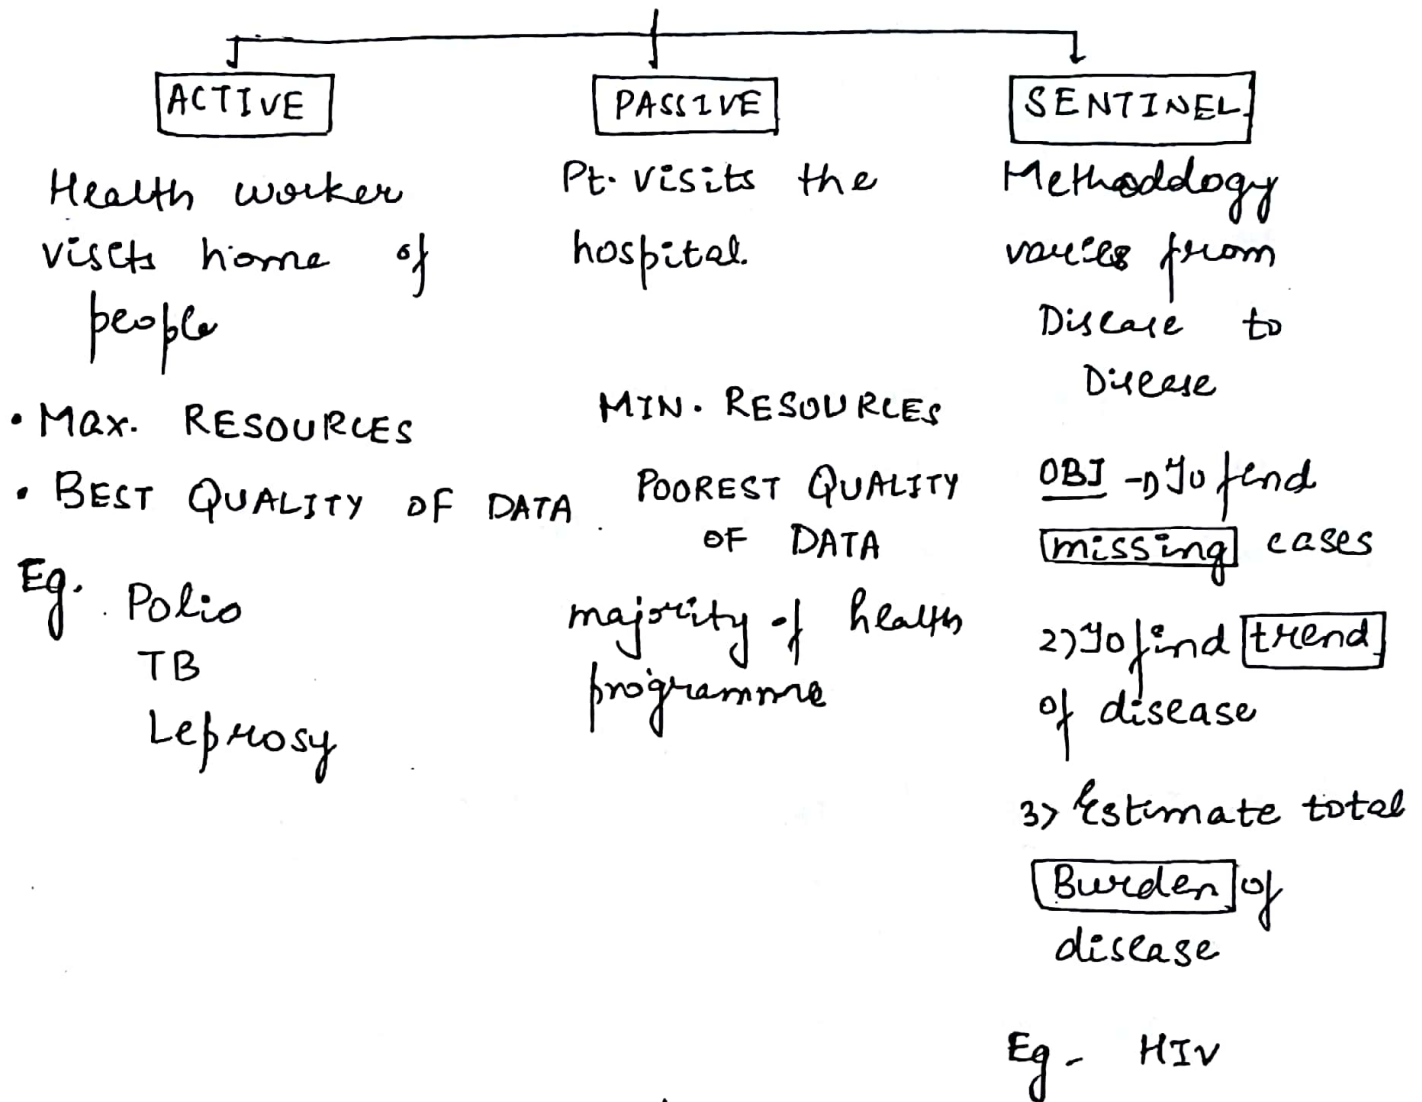 ACTIVE
Health worker
visits home of
people
• Max. RESOURCES
• BEST QUALITY OF DATA
Eg. Polio
TB
Leprosy
PASSIVE
Pt. visits the
hospital.
MIN. RESOURCES
POOREST QUALITY
OF DATA
majority of health
programme
SENTINEL
Methodology
varies from
Disease to
Disease
OBJ → To find
missing cases
2) To find trend
of disease
3) Estimate total
Burden of
disease
Eg - HIV